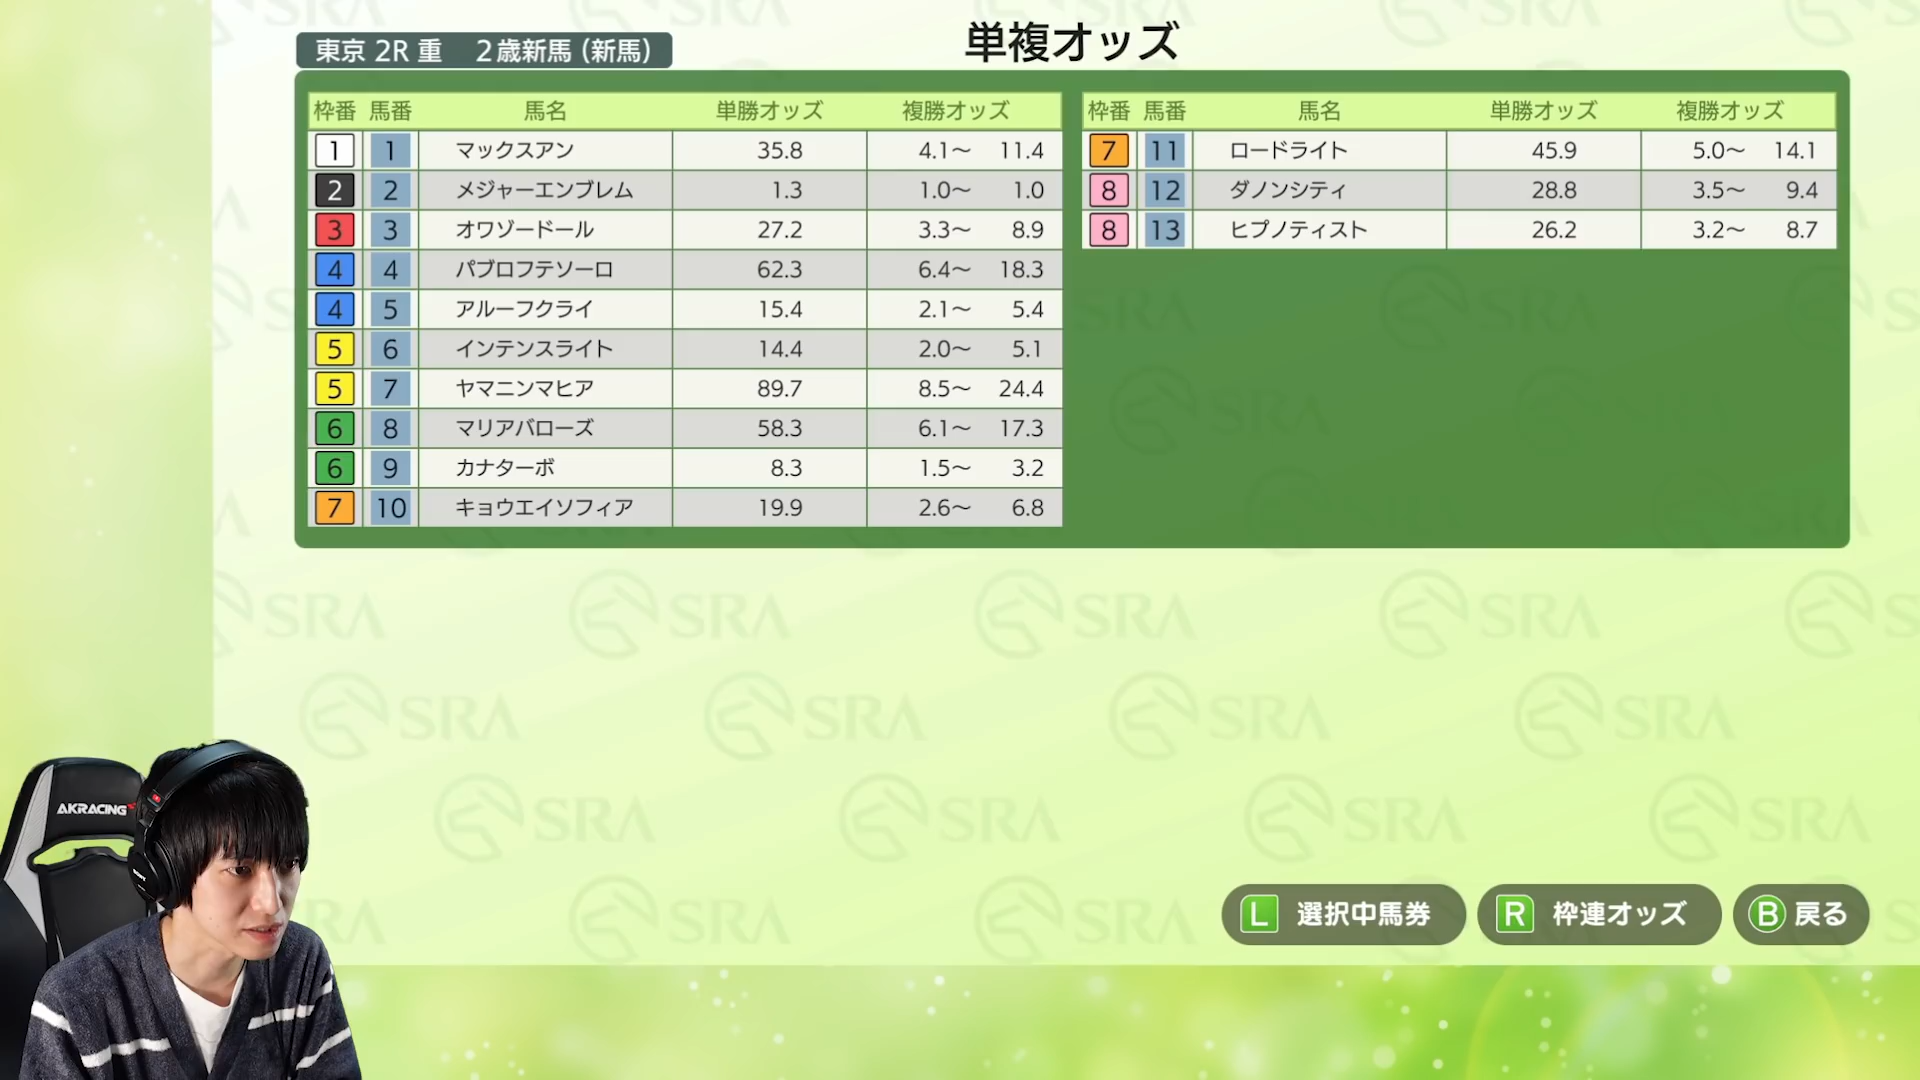 単複オッズ
東京 2R 重 2歳新馬 (新馬)
枠番 馬番 馬名 単勝オッズ 複勝オッズ
1 1 マックスアン 35.8 4.1～ 11.4
2 2 メジャーエンブレム 1.3 1.0～ 1.0
3 3 オワゾードール 27.2 3.3～ 8.9
4 4 パブロフテソーロ 62.3 6.4～ 18.3
4 5 アルーフクライ 15.4 2.1～ 5.4
5 6 インテンスライト 14.4 2.0～ 5.1
5 7 ヤマニンマヒア 89.7 8.5～ 24.4
6 8 マリアバローズ 58.3 6.1～ 17.3
6 9 カナターボ 8.3 1.5～ 3.2
7 10 キョウエイソフィア 19.9 2.6～ 6.8
枠番 馬番 馬名 単勝オッズ 複勝オッズ
7 11 ロードライト 45.9 5.0～ 14.1
8 12 ダノンシティ 28.8 3.5～ 9.4
8 13 ヒプノティスト 26.2 3.2～ 8.7
SRA
AKRACING
L 選択中馬券
R 枠連オッズ
B 戻る